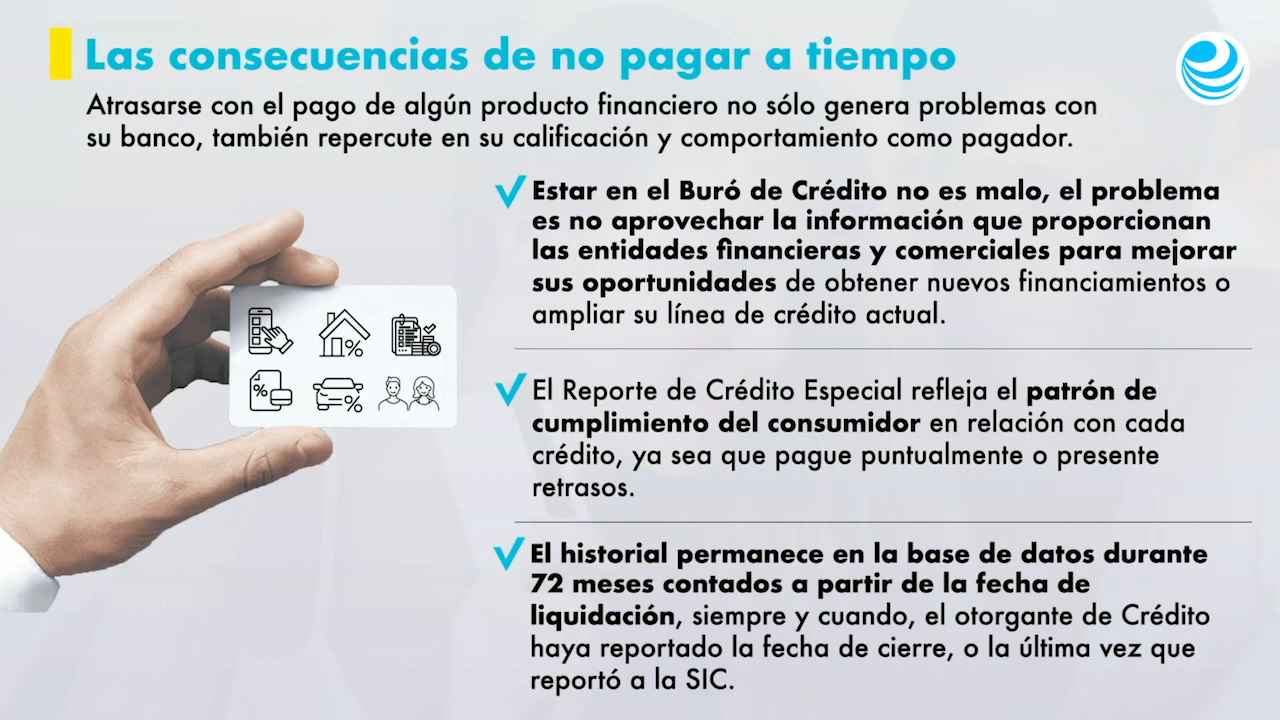 Las consecuencias de no pagar a tiempo
Atrasarse con el pago de algún producto financiero no sólo genera problemas con
su banco, también repercute en su calificación y comportamiento como pagador.
Estar en el Buró de Crédito no es malo, el problema
es no aprovechar la información que proporcionan
las entidades financieras y comerciales para mejorar
sus oportunidades de obtener nuevos financiamientos o
ampliar su línea de crédito actual.
El Reporte de Crédito Especial refleja el patrón de
cumplimiento del consumidor en relación con cada
crédito, ya sea que pague puntualmente o presente
retrasos.
El historial permanece en la base de datos durante
72 meses contados a partir de la fecha de
liquidación, siempre y cuando, el otorgante de Crédito
haya reportado la fecha de cierre, o la última vez que
reportó a la SIC.
%
%
%